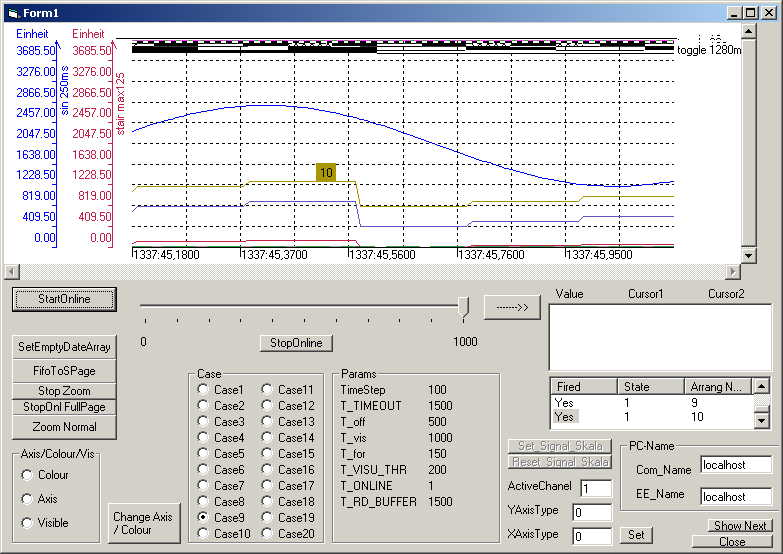 Form1
Einheit Einheit
3685.50 3685.50
3276.00 3276.00
2866.50 2866.50
2457.00 2457.00
2047.50 2047.50
1638.00 1638.00
1228.50 1228.50
819.00 819.00
409.50 409.50
0.00 0.00
sin 250ms
stair max125
toggle 1280m
10
1337:45,1800 1337:45,3700 1337:45,5600 1337:45,7600 1337:45,9500
StartOnline
------->>
0 1000
StopOnline
SetEmptyDateArray
FifoToSPage
Stop Zoom
StopOnl FullPage
Zoom Normal
Axis/Colour/Vis
Colour
Axis
Visible
Change Axis
/ Colour
Case
Case1 Case11
Case2 Case12
Case3 Case13
Case4 Case14
Case5 Case15
Case6 Case16
Case7 Case17
Case8 Case18
Case9 Case19
Case10 Case20
Params
TimeStep 100
T_TIMEOUT 1500
T_off 500
T_vis 1000
T_for 150
T_VISU_THR 200
T_ONLINE 1
T_RD_BUFFER 1500
Value Cursor1 Cursor2
Fired State Arrang N...
Yes 1 9
Yes 1 10
Set_Signal_Skala
Reset_Signal_Skala
ActiveChanel 1
YAxisType 0
XAxisType 0
Set
PC-Name
Com_Name localhost
EE_Name localhost
Show Next
Close